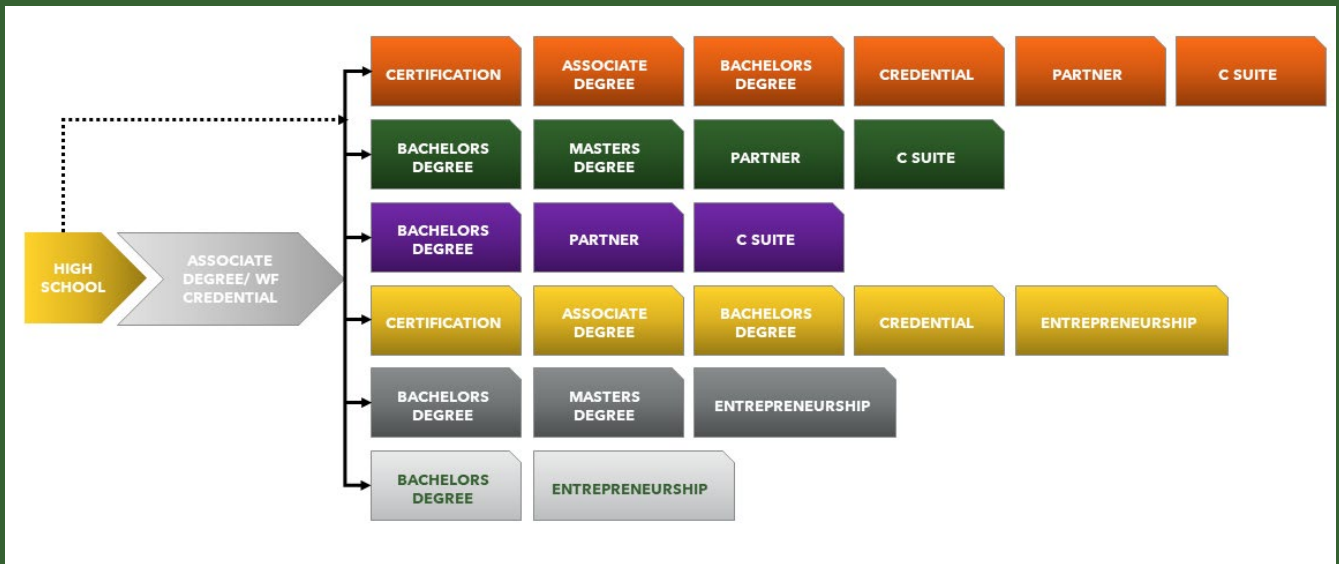 CERTIFICATION
ASSOCIATE
DEGREE
BACHELORS
DEGREE
CREDENTIAL
PARTNER
C SUITE
BACHELORS
DEGREE
MASTERS
DEGREE
PARTNER
C SUITE
BACHELORS
DEGREE
PARTNER
C SUITE
HIGH
SCHOOL
ASSOCIATE
DEGREE/ WF
CREDENTIAL
CERTIFICATION
ASSOCIATE
DEGREE
BACHELORS
DEGREE
CREDENTIAL
ENTREPRENEURSHIP
BACHELORS
DEGREE
MASTERS
DEGREE
ENTREPRENEURSHIP
BACHELORS
DEGREE
ENTREPRENEURSHIP